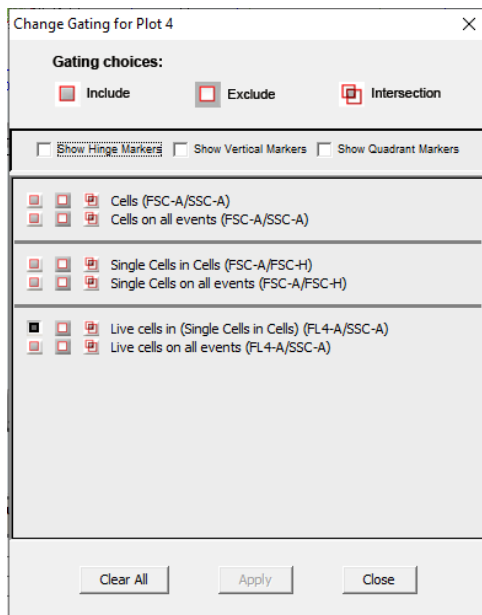 Change Gating for Plot 4
Gating choices:
Include Exclude Intersection
Show Hinge Markers Show Vertical Markers Show Quadrant Markers
Cells (FSC-A/SSC-A)
Cells on all events (FSC-A/SSC-A)
Single Cells in Cells (FSC-A/FSC-H)
Single Cells on all events (FSC-A/FSC-H)
Live cells in (Single Cells in Cells) (FL4-A/SSC-A)
Live cells on all events (FL4-A/SSC-A)
Clear All Apply Close